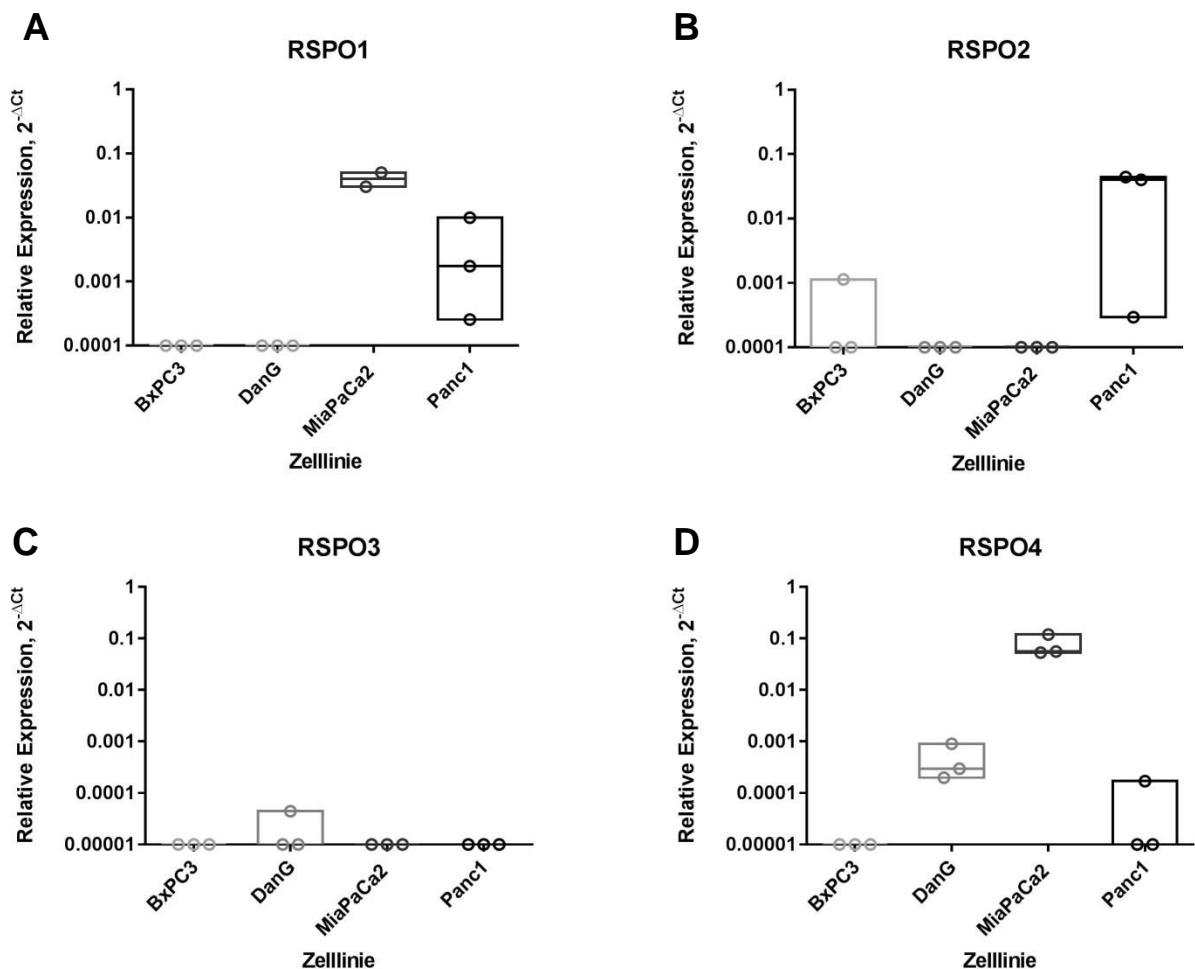 A
RSPO1
Relative Expression, 2^-ΔCt
1
0.1
0.01
0.001
0.0001
BxPC3
DanG
MiaPaCa2
Panc1
Zelllinie
B
RSPO2
Relative Expression, 2^-ΔCt
1
0.1
0.01
0.001
0.0001
BxPC3
DanG
MiaPaCa2
Panc1
Zelllinie
C
RSPO3
Relative Expression, 2^-ΔCt
1
0.1
0.01
0.001
0.0001
0.00001
BxPC3
DanG
MiaPaCa2
Panc1
Zelllinie
D
RSPO4
Relative Expression, 2^-ΔCt
1
0.1
0.01
0.001
0.0001
0.00001
BxPC3
DanG
MiaPaCa2
Panc1
Zelllinie